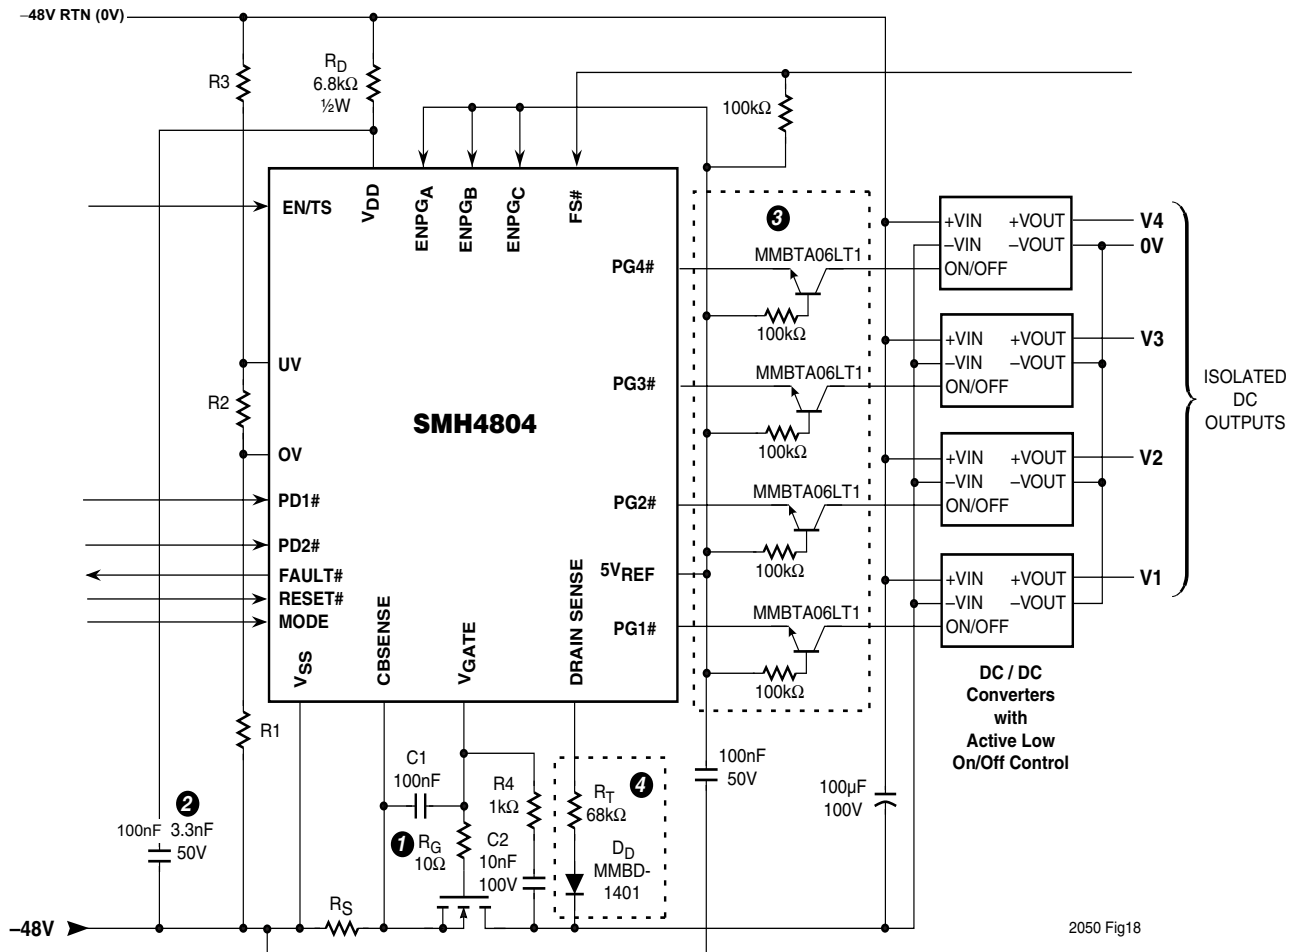 –48V RTN (0V)
R3
RD
6.8kΩ
½W
100kΩ
EN/TS
VDD
ENPGA
ENPGB
ENPGC
FS#
3
PG4#
MMBTA06LT1
100kΩ
+VIN +VOUT
–VIN –VOUT
ON/OFF
V4
0V
UV
R2
OV
SMH4804
PG3#
MMBTA06LT1
100kΩ
+VIN +VOUT
–VIN –VOUT
ON/OFF
V3
ISOLATED
DC
OUTPUTS
PD1#
PD2#
FAULT#
RESET#
MODE
PG2#
MMBTA06LT1
100kΩ
+VIN +VOUT
–VIN –VOUT
ON/OFF
V2
5VREF
PG1#
MMBTA06LT1
100kΩ
+VIN +VOUT
–VIN –VOUT
ON/OFF
V1
VSS
CBSENSE
VGATE
DRAIN SENSE
DC / DC
Converters
with
Active Low
On/Off Control
R1
2
100nF 3.3nF
50V
C1
100nF
1
RG
10Ω
R4
1kΩ
C2
10nF
100V
4
RT
68kΩ
DD
MMBD-
1401
100nF
50V
100µF
100V
–48V
RS
2050 Fig18